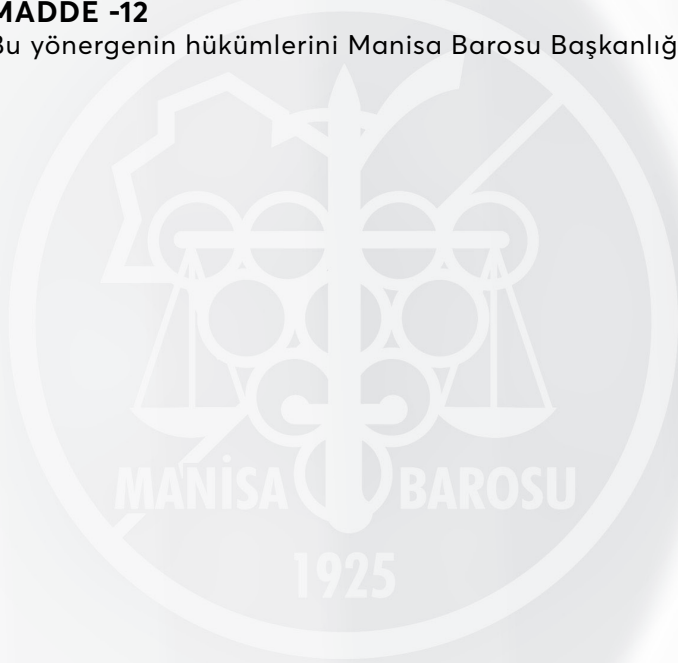 MADDE -12
Bu yönergenin hükümlerini Manisa Barosu Başkanlığ
MANİSA BAROSU
1925